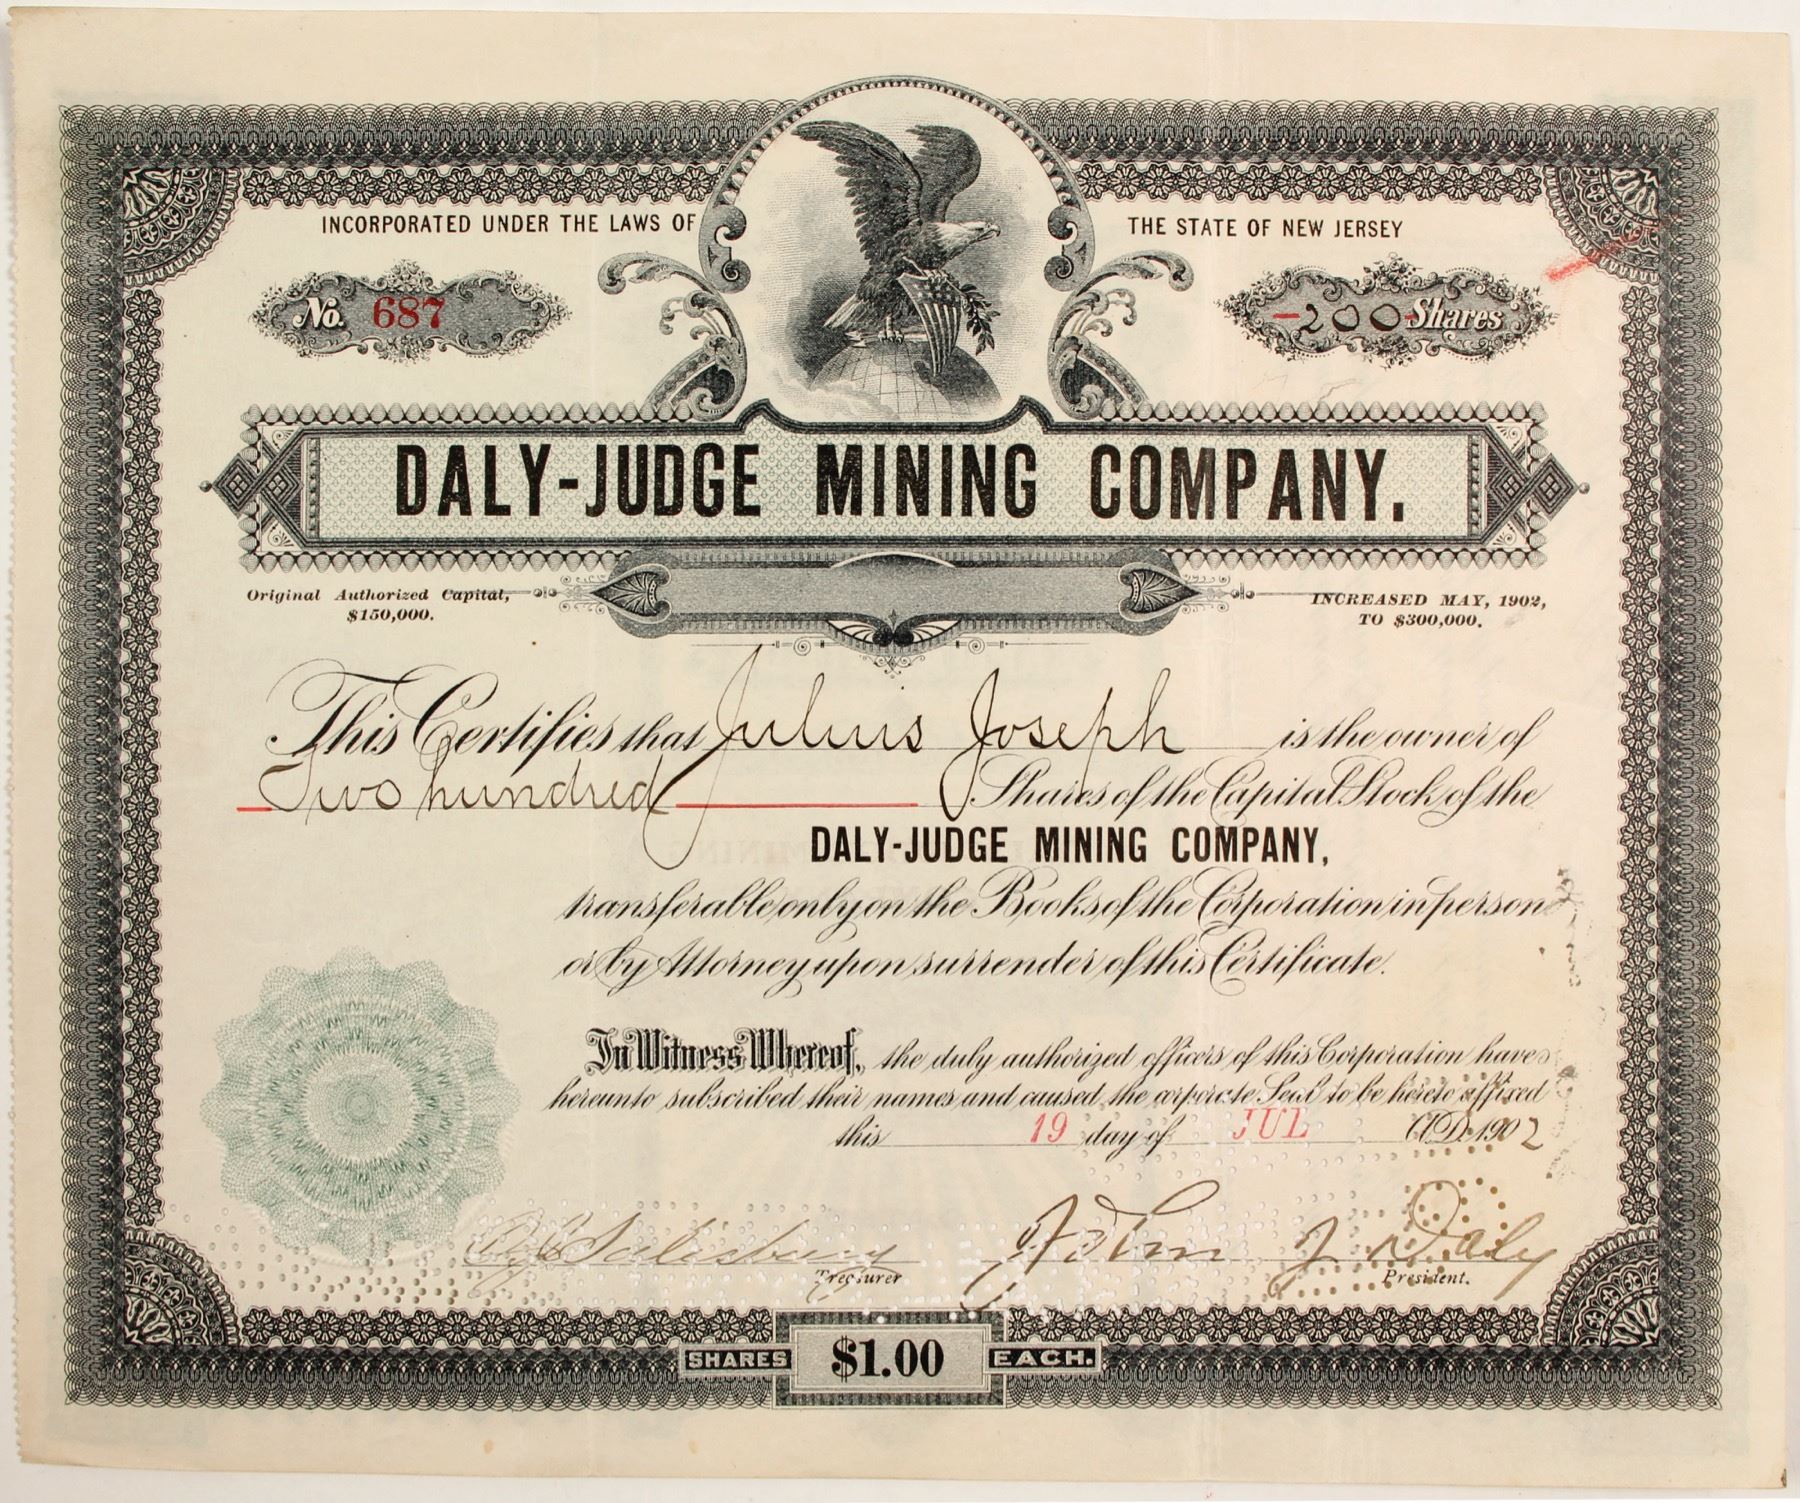 INCORPORATED UNDER THE LAWS OF THE STATE OF NEW JERSEY
No. 687
-200- Shares
DALY-JUDGE MINING COMPANY.
Original Authorized Capital,
$150,000.
INCREASED MAY, 1902,
TO $300,000.
This Certifies that Julius Joseph is the owner of
Two hundred Shares of the Capital Stock of the
DALY-JUDGE MINING COMPANY,
transferable only on the Books of the Corporation in person
or by Attorney upon surrender of this Certificate.
In Witness Whereof, the duly authorized officers of this Corporation have
hereunto subscribed their names and caused the corporate Seal to be hereto affixed
this 19 day of JUL A.D. 1902
Salisbury John J Daly
Treasurer President.
SHARES $1.00 EACH.